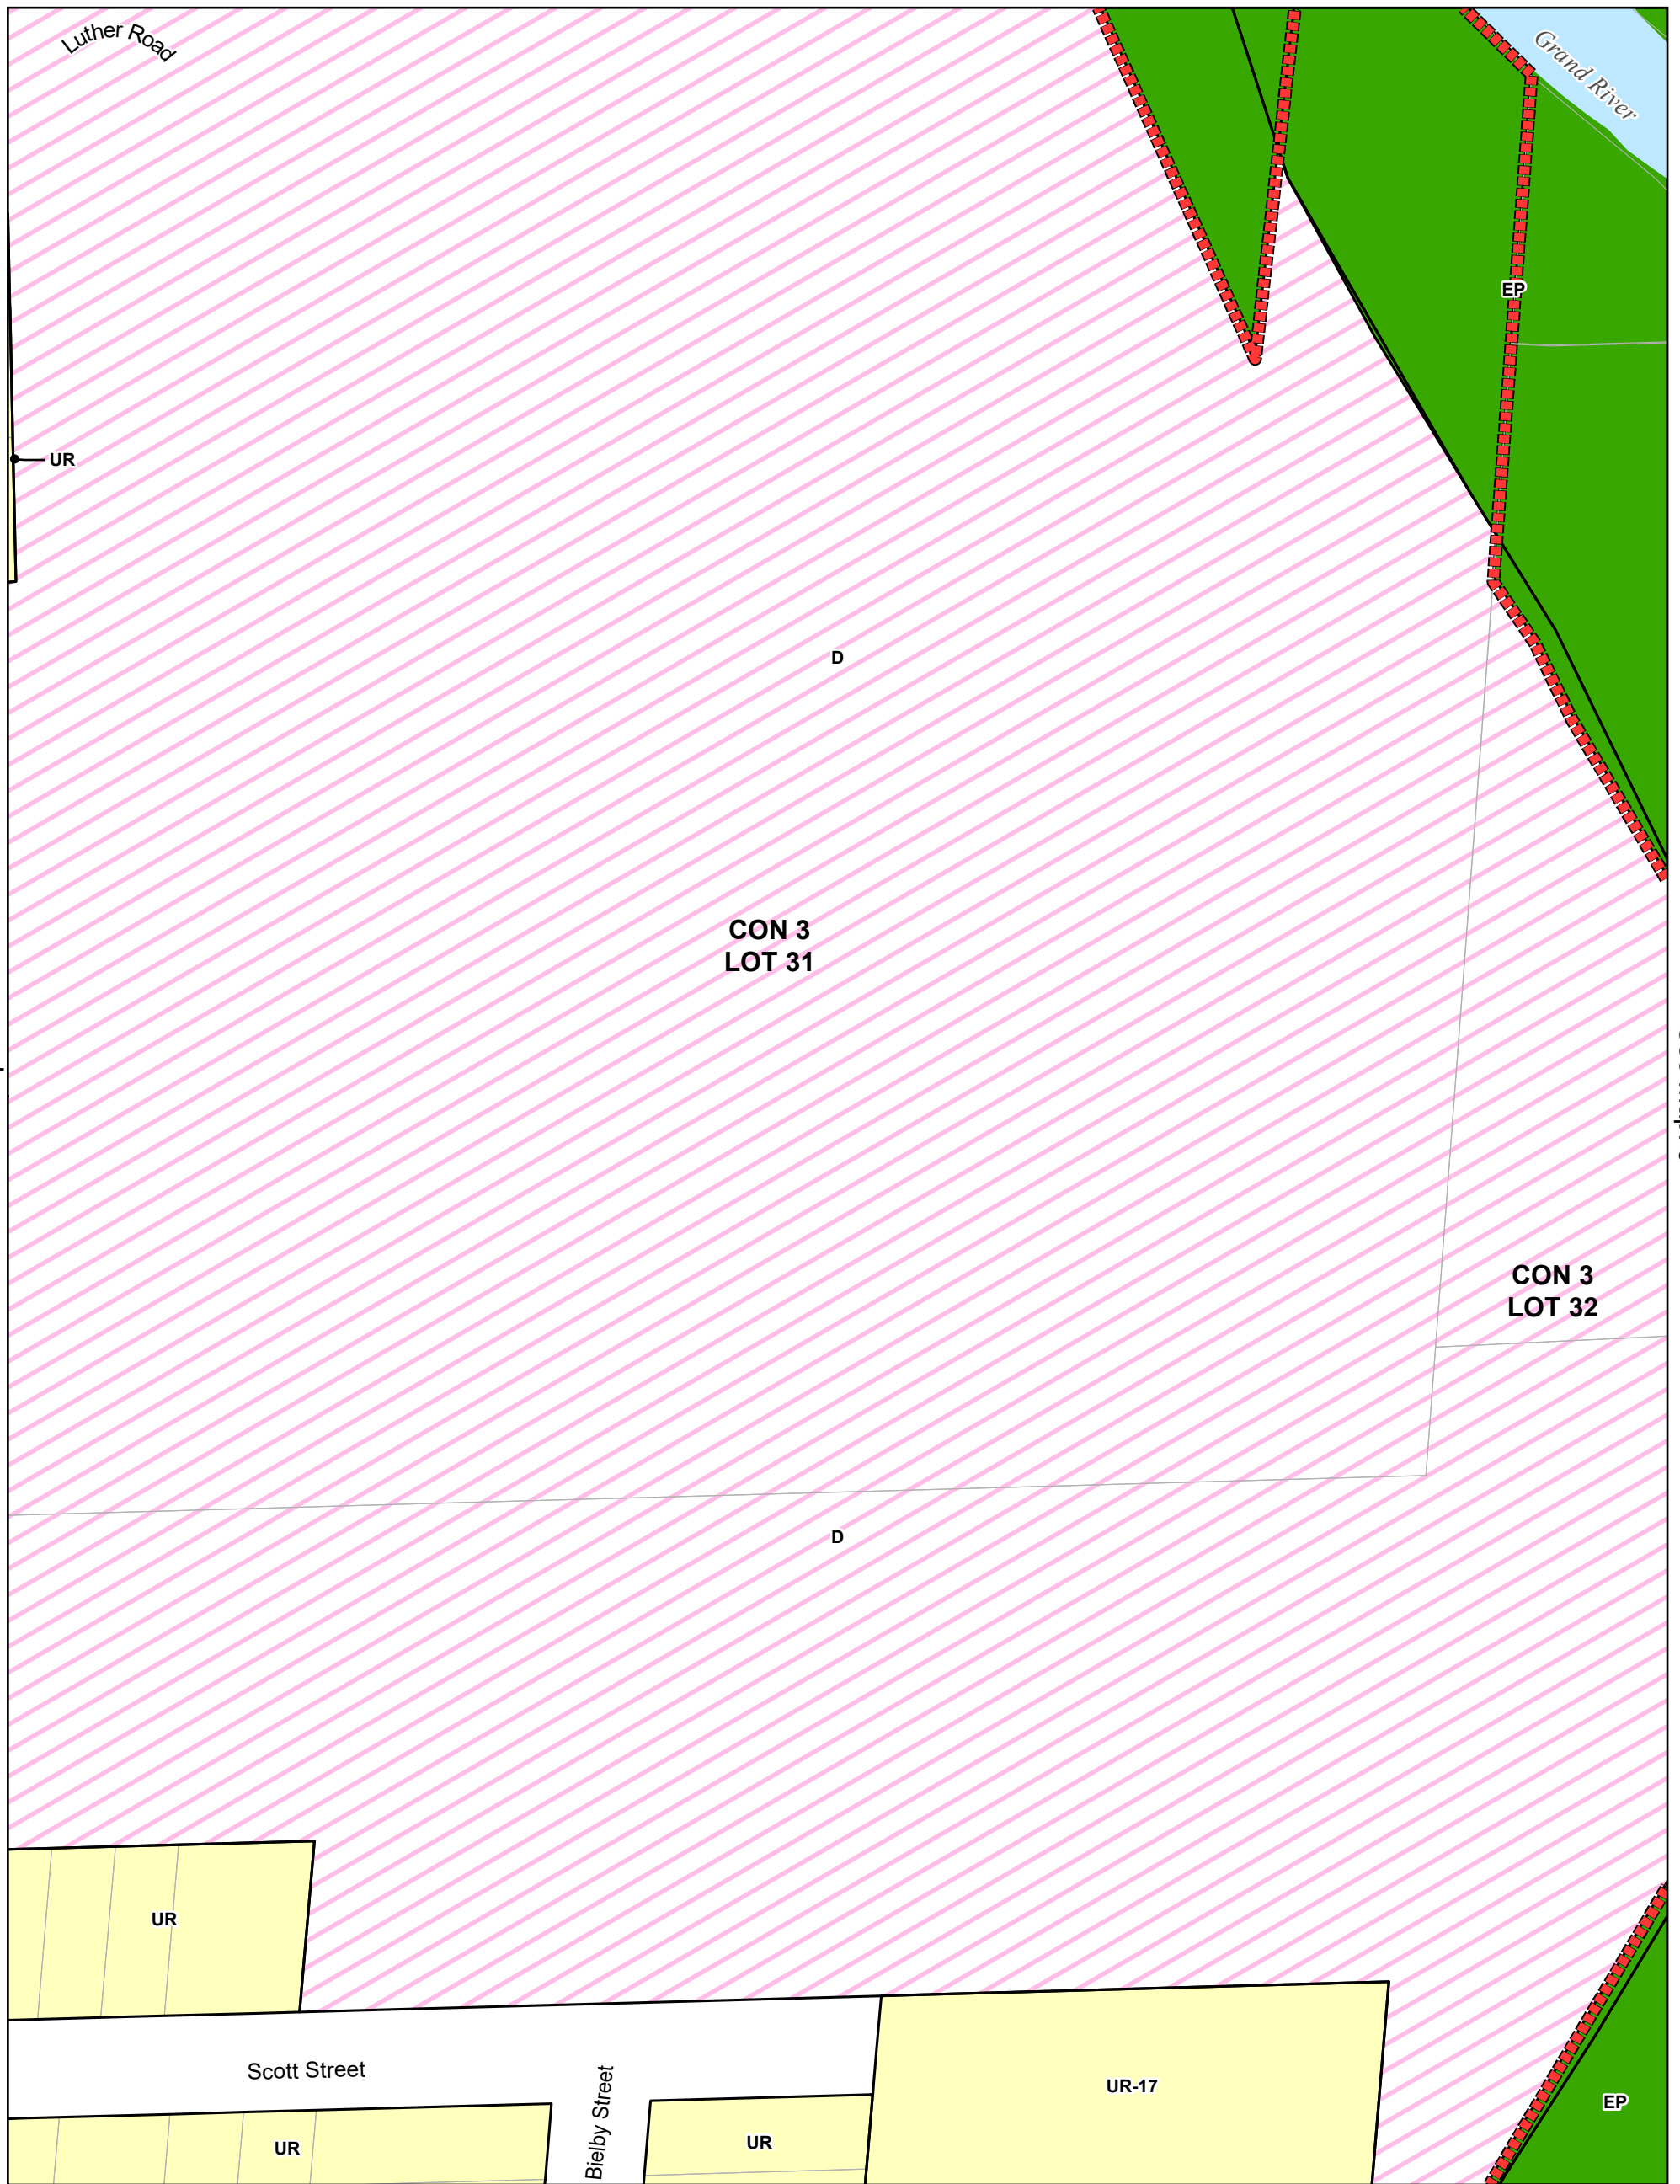 Luther Road
Grand River
EP
UR
D
CON 3
LOT 31
CON 3
LOT 32
D
UR
Scott Street
Bielby Street
UR-17
EP
UR
UR